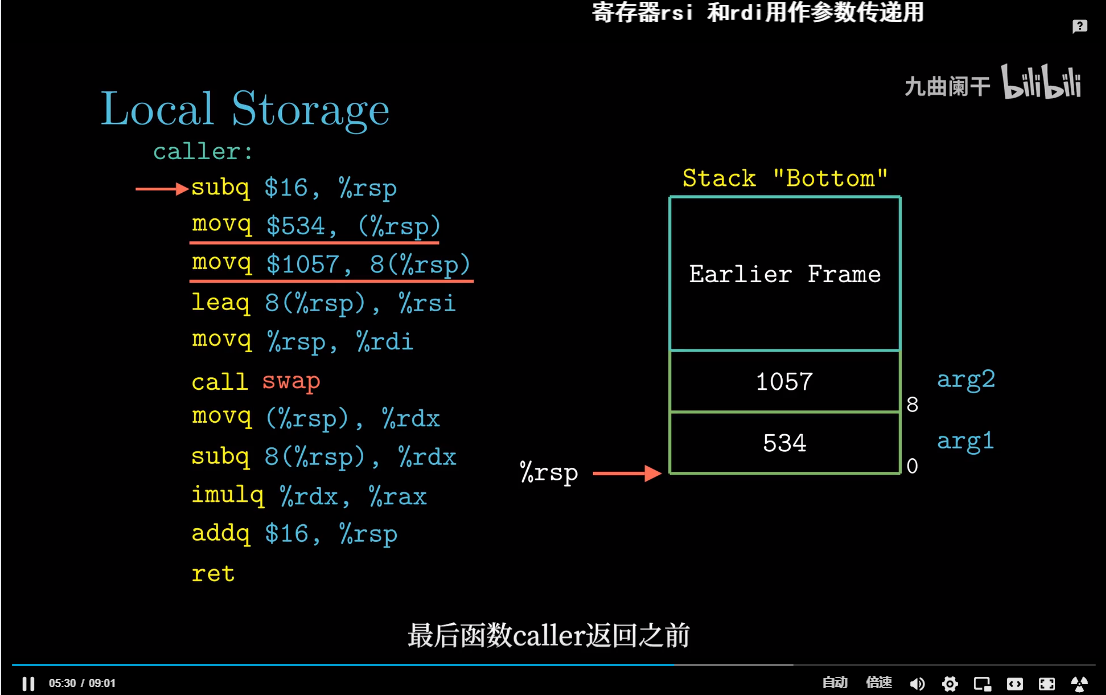 寄存器rsi 和rdi用作参数传递用
九曲阑干 bilibili
Local Storage
caller:
subq $16, %rsp
movq $534, (%rsp)
movq $1057, 8(%rsp)
leaq 8(%rsp), %rsi
movq %rsp, %rdi
call swap
movq (%rsp), %rdx
subq 8(%rsp), %rdx
imulq %rdx, %rax
addq $16, %rsp
ret
Stack "Bottom"
Earlier Frame
1057
8
arg2
534
0
arg1
%rsp
最后函数caller返回之前
05:30 / 09:01
自动 倍速